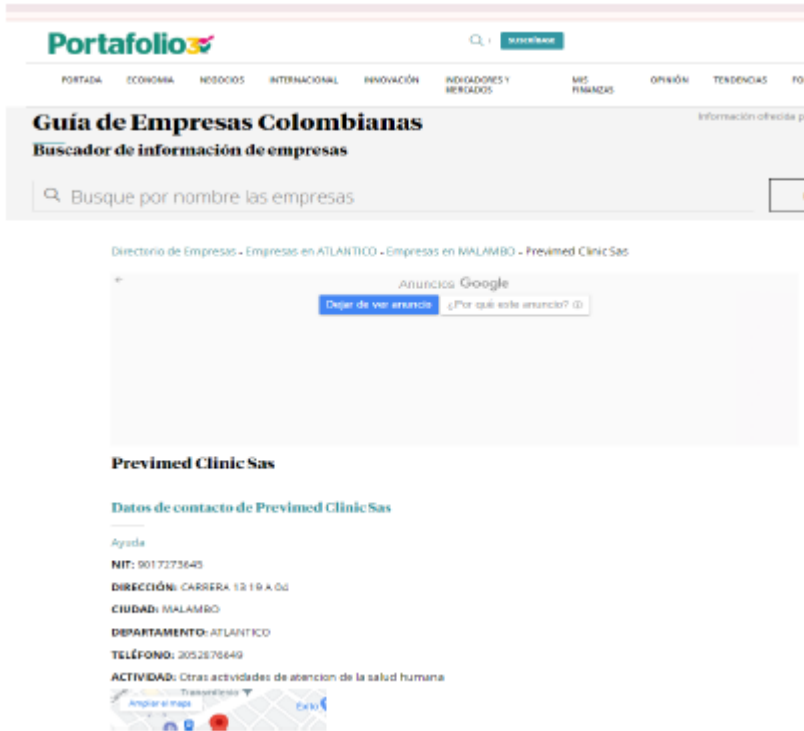 Portafolio
SUSCRÍBASE
PORTADA ECONOMIA NEGOCIOS INTERNACIONAL INNOVACIÓN INDICADORES Y MERCADOS MIS FINANZAS OPINIÓN TENDENCIAS
Guía de Empresas Colombianas
Información ofrecida p
Buscador de información de empresas
Busque por nombre las empresas
Directorio de Empresas - Empresas en ATLANTICO - Empresas en MALAMBO - Previmed Clinic Sas
Anuncios Google
Dejar de ver anuncio ¿Por qué este anuncio?
Previmed Clinic Sas
Datos de contacto de Previmed Clinic Sas
Ayuda
NIT: 9017273645
DIRECCIÓN: CARRERA 13 19 A 04
CIUDAD: MALAMBO
DEPARTAMENTO: ATLANTICO
TELÉFONO: 3052876649
ACTIVIDAD: Otras actividades de atencion de la salud humana
Ampliar el mapa